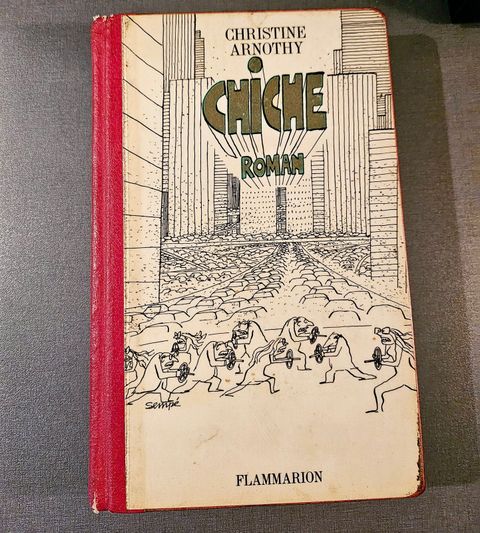 CHRISTINE
ARNOTHY
CHiCHE
ROMAN
sempé
FLAMMARION